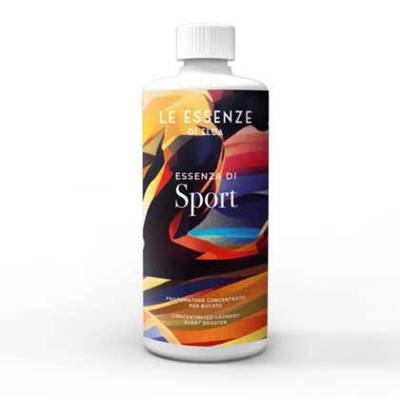 LE ESSENZE
DI ELDA
ESSENZA DI
Sport
PROFUMATORE CONCENTRATO
PER BUCATO
CONCENTRATED LAUNDRY
SCENT BOOSTER